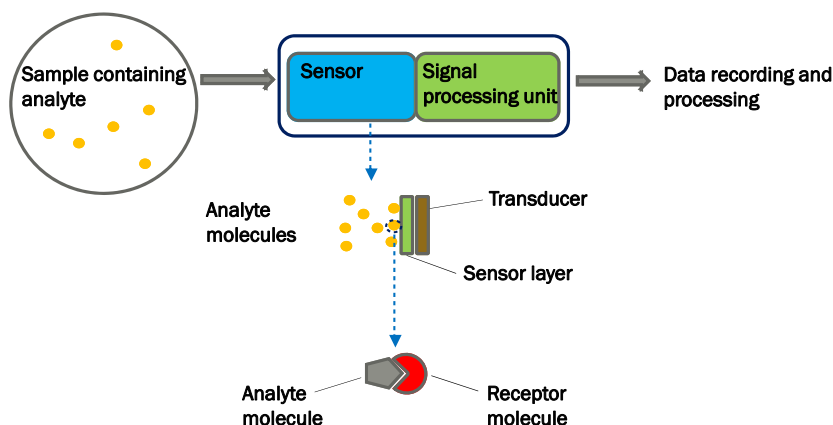 Sample containing
analyte
Sensor
Signal
processing unit
Data recording and
processing
Analyte
molecules
Transducer
Sensor layer
Analyte
molecule
Receptor
molecule